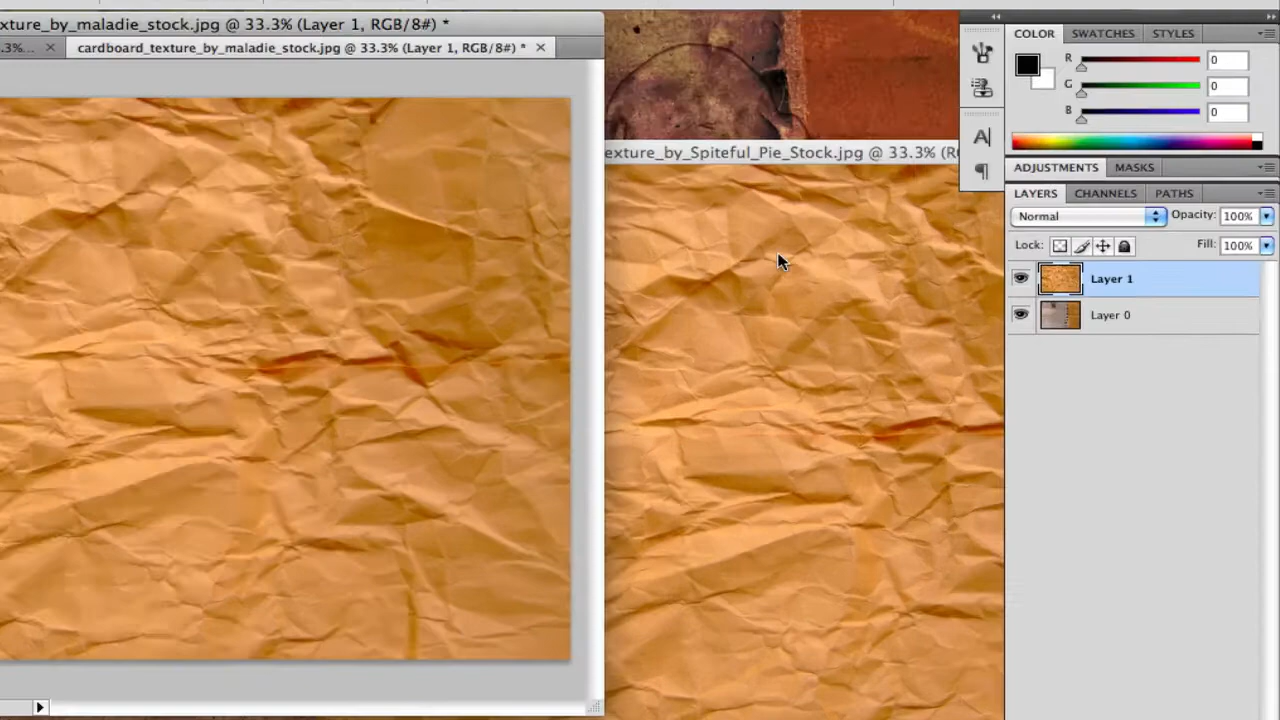 xture_by_maladie_stock.jpg @ 33.3% (Layer 1, RGB/8#) *
.3%...
cardboard_texture_by_maladie_stock.jpg @ 33.3% (Layer 1, RGB/8#) *
exture_by_Spiteful_Pie_Stock.jpg @ 33.3% (R
COLOR SWATCHES STYLES
R 0
G 0
B 0
A
ADJUSTMENTS MASKS
LAYERS CHANNELS PATHS
Normal Opacity: 100%
Lock: Fill: 100%
Layer 1
Layer 0